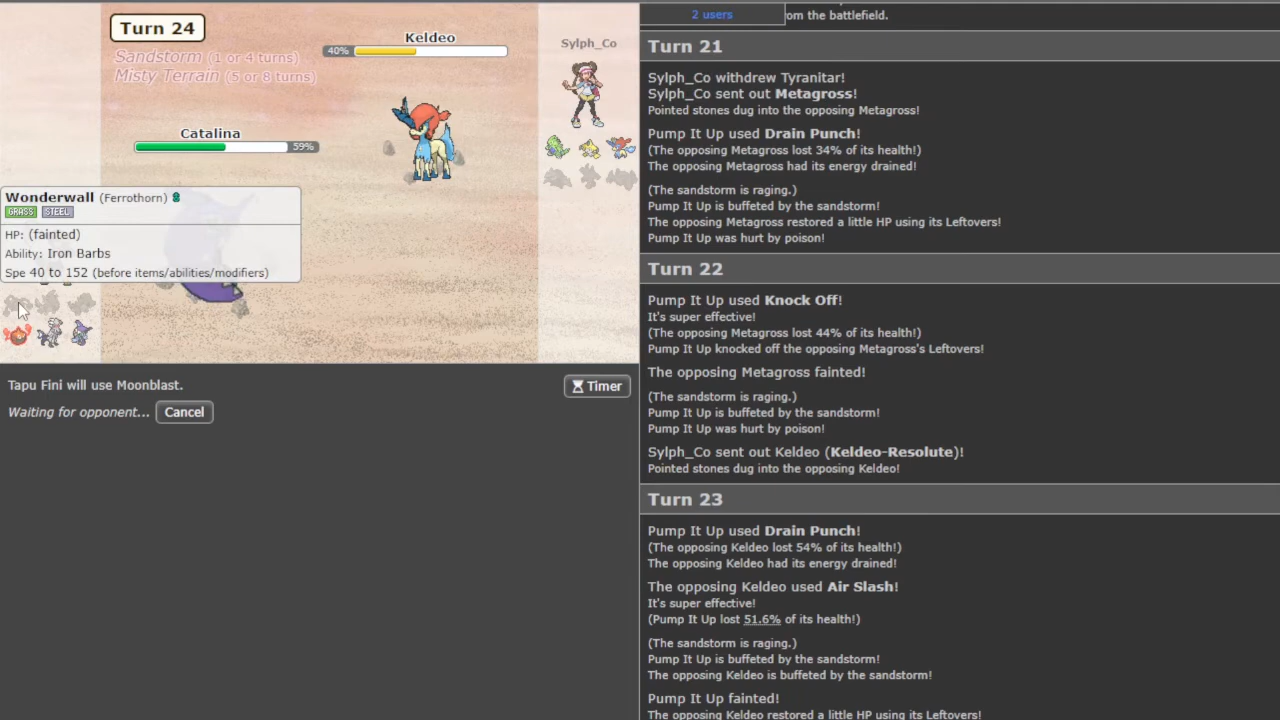 Turn 24
Sandstorm (1 or 4 turns)
Misty Terrain (5 or 8 turns)
Keldeo
40%
Catalina
59%
Sylph_Co
Wonderwall (Ferrothorn)
GRASS STEEL
HP: (fainted)
Ability: Iron Barbs
Spe 40 to 152 (before items/abilities/modifiers)
Tapu Fini will use Moonblast.
Timer
Waiting for opponent... Cancel
2 users
om the battlefield.
Turn 21
Sylph_Co withdrew Tyranitar!
Sylph_Co sent out Metagross!
Pointed stones dug into the opposing Metagross!
Pump It Up used Drain Punch!
(The opposing Metagross lost 34% of its health!)
The opposing Metagross had its energy drained!
(The sandstorm is raging.)
Pump It Up is buffeted by the sandstorm!
The opposing Metagross restored a little HP using its Leftovers!
Pump It Up was hurt by poison!
Turn 22
Pump It Up used Knock Off!
It's super effective!
(The opposing Metagross lost 44% of its health!)
Pump It Up knocked off the opposing Metagross's Leftovers!
The opposing Metagross fainted!
(The sandstorm is raging.)
Pump It Up is buffeted by the sandstorm!
Pump It Up was hurt by poison!
Sylph_Co sent out Keldeo (Keldeo-Resolute)!
Pointed stones dug into the opposing Keldeo!
Turn 23
Pump It Up used Drain Punch!
(The opposing Keldeo lost 54% of its health!)
The opposing Keldeo had its energy drained!
The opposing Keldeo used Air Slash!
It's super effective!
(Pump It Up lost 51.6% of its health!)
(The sandstorm is raging.)
Pump It Up is buffeted by the sandstorm!
The opposing Keldeo is buffeted by the sandstorm!
Pump It Up fainted!
The opposing Keldeo restored a little HP using its Leftovers!